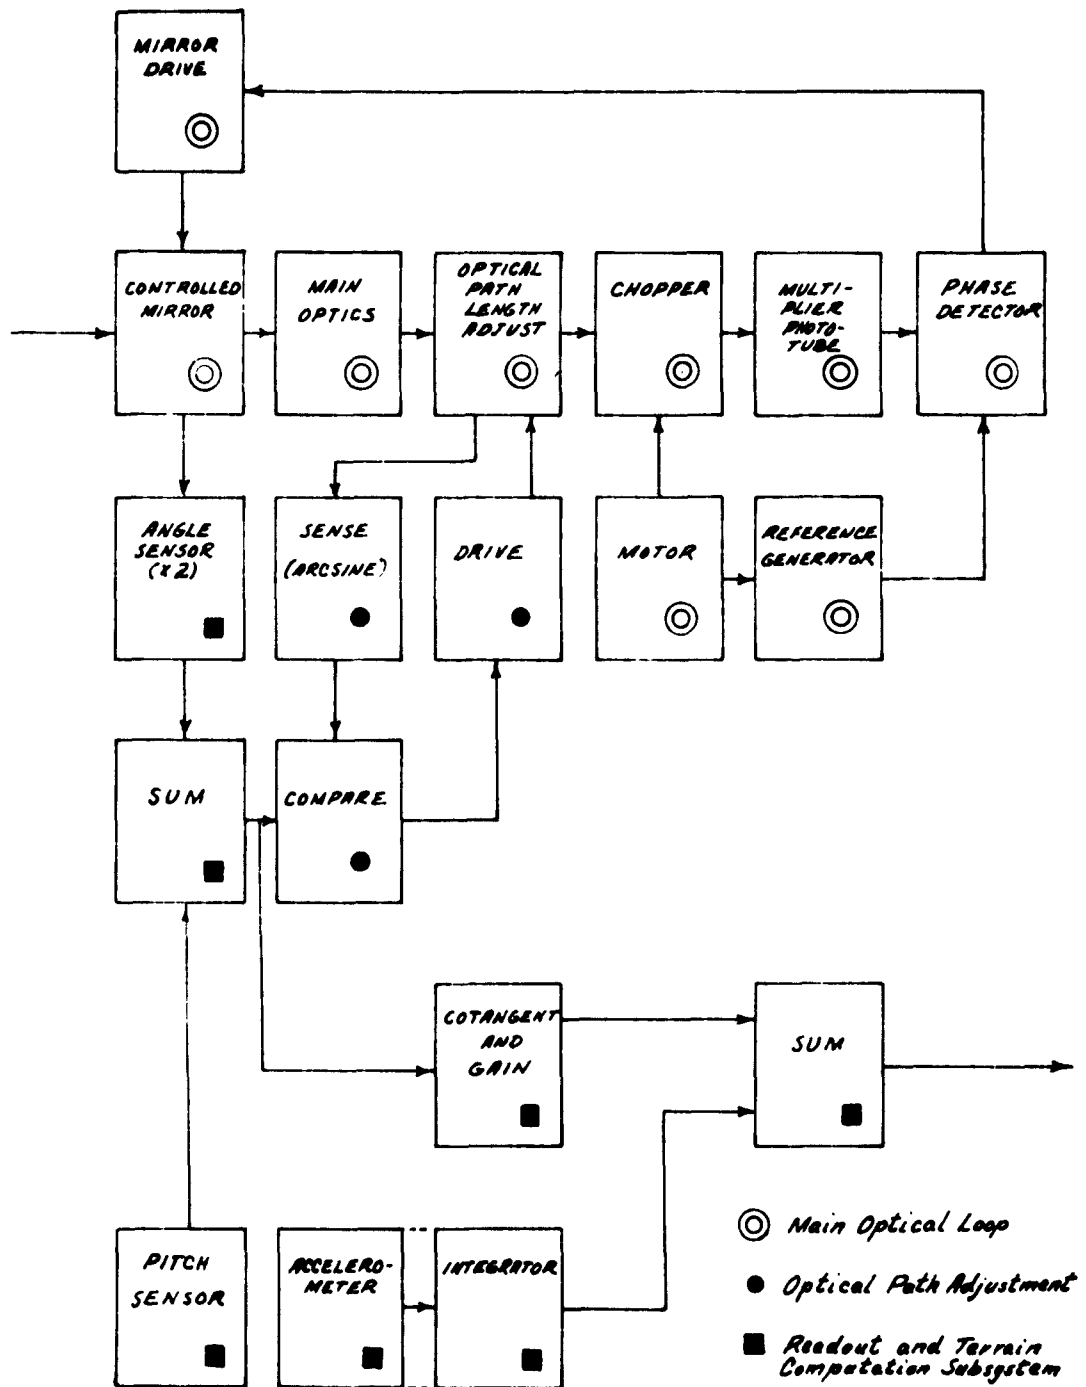 MIRROR
DRIVE
CONTROLLED
MIRROR
MAIN
OPTICS
OPTICAL
PATH
LENGTH
ADJUST
CHOPPER
MULTI-
PLIER
PHOTO-
TUBE
PHASE
DETECTOR
ANGLE
SENSOR
(X2)
SENSE
(ARCSINE)
DRIVE
MOTOR
REFERENCE
GENERATOR
SUM
COMPARE
COTANGENT
AND
GAIN
SUM
PITCH
SENSOR
ACCELERO-
METER
INTEGRATOR
Main Optical Loop
Optical Path Adjustment
Readout and Terrain
Computation Subsystem